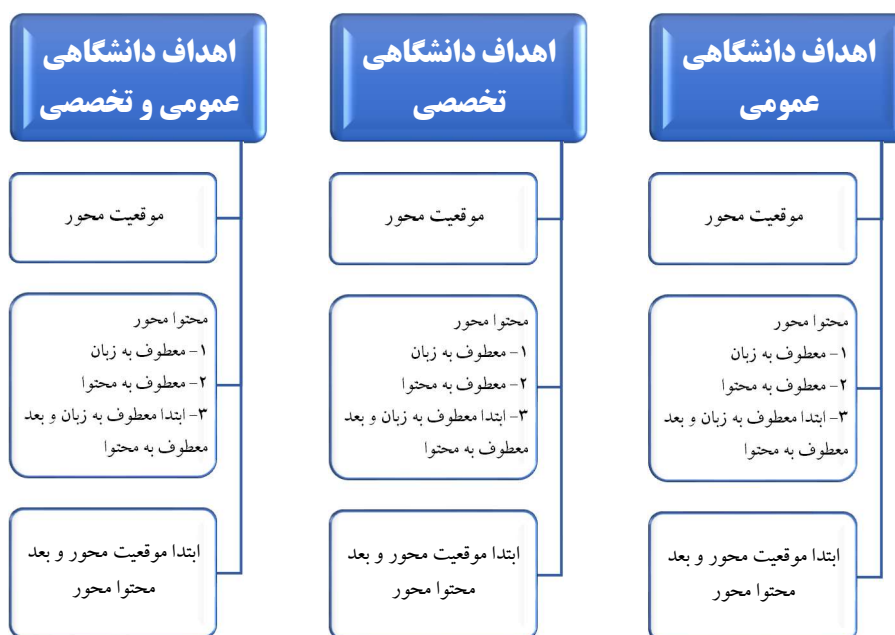 اهداف دانشگاهی
عمومی
موقعیت محور
محتوا محور
۱- معطوف به زبان
۲- معطوف به محتوا
۳- ابتدا معطوف به زبان و بعد
معطوف به محتوا
ابتدا موقعیت محور و بعد
محتوا محور
اهداف دانشگاهی
تخصصی
موقعیت محور
محتوا محور
۱- معطوف به زبان
۲- معطوف به محتوا
۳- ابتدا معطوف به زبان و بعد
معطوف به محتوا
ابتدا موقعیت محور و بعد
محتوا محور
اهداف دانشگاهی
عمومی و تخصصی
موقعیت محور
محتوا محور
۱- معطوف به زبان
۲- معطوف به محتوا
۳- ابتدا معطوف به زبان و بعد
معطوف به محتوا
ابتدا موقعیت محور و بعد
محتوا محور